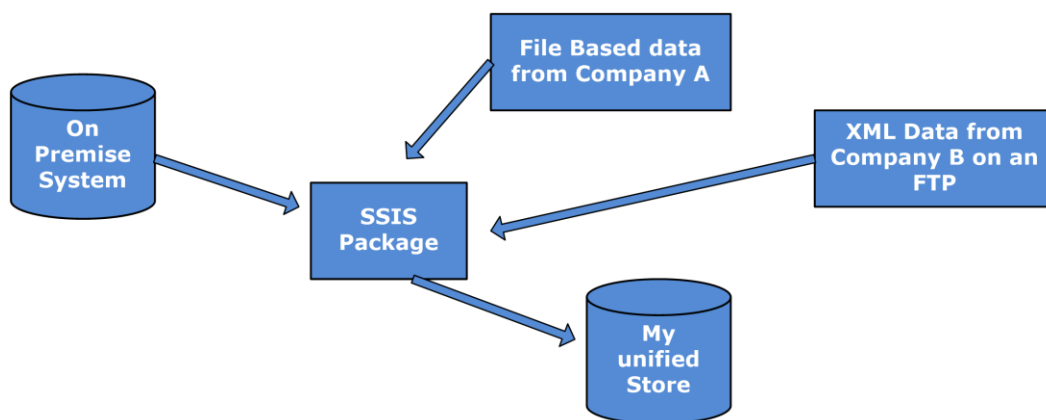 File Based data
from Company A
On
Premise
System
XML Data from
Company B on an
FTP
SSIS
Package
My
unified
Store